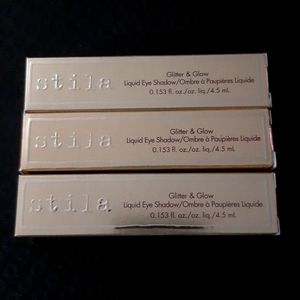 stila
Glitter & Glow
Liquid Eye Shadow/Ombre à Paupières Liquide
0.153 fl. oz./oz. liq./4.5 mL
stila
Glitter & Glow
Liquid Eye Shadow/Ombre à Paupières Liquide
0.153 fl. oz./oz. liq./4.5 mL
stila
Glitter & Glow
Liquid Eye Shadow/Ombre à Paupières Liquide
0.153 fl. oz./oz. liq./4.5 mL